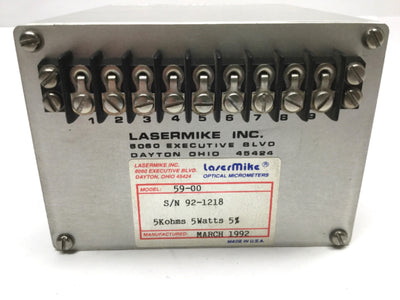 1 2 3 4 5 6 7 8 9
LASERMIKE INC.
6060 EXECUTIVE BLVD
DAYTON OHIO 45424
LASERMIKE INC.
6060 EXECUTIVE BLVD.
DAYTON, OHIO 45424
LaserMike ®
OPTICAL MICROMETERS
MODEL: 59-00
S/N 92-1218
5Kohms 5Watts 5%
MANUFACTURED: MARCH 1992
MADE IN U.S.A.